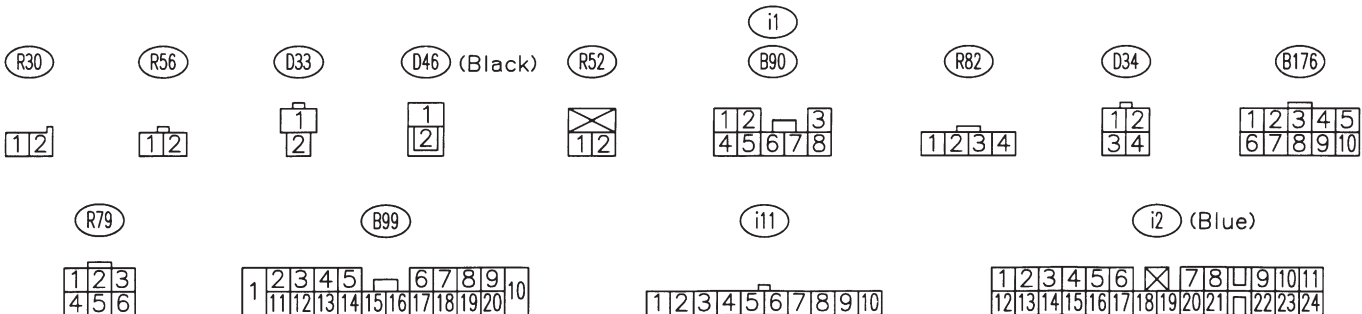 i1
R30 R56 D33 D46 (Black) R52 B90 R82 D34 B176
1 1 1 2 3 1 2 1 2 3 4 5
1 2 1 2 2 2 1 2 4 5 6 7 8 1 2 3 4 3 4 6 7 8 9 10
R79 B99 i11 i2 (Blue)
1 2 3 1 2 3 4 5 6 7 8 9 10 1 2 3 4 5 6 7 8 9 10 11
4 5 6 11 12 13 14 15 16 17 18 19 20 1 2 3 4 5 6 7 8 9 10 12 13 14 15 16 17 18 19 20 21 22 23 24